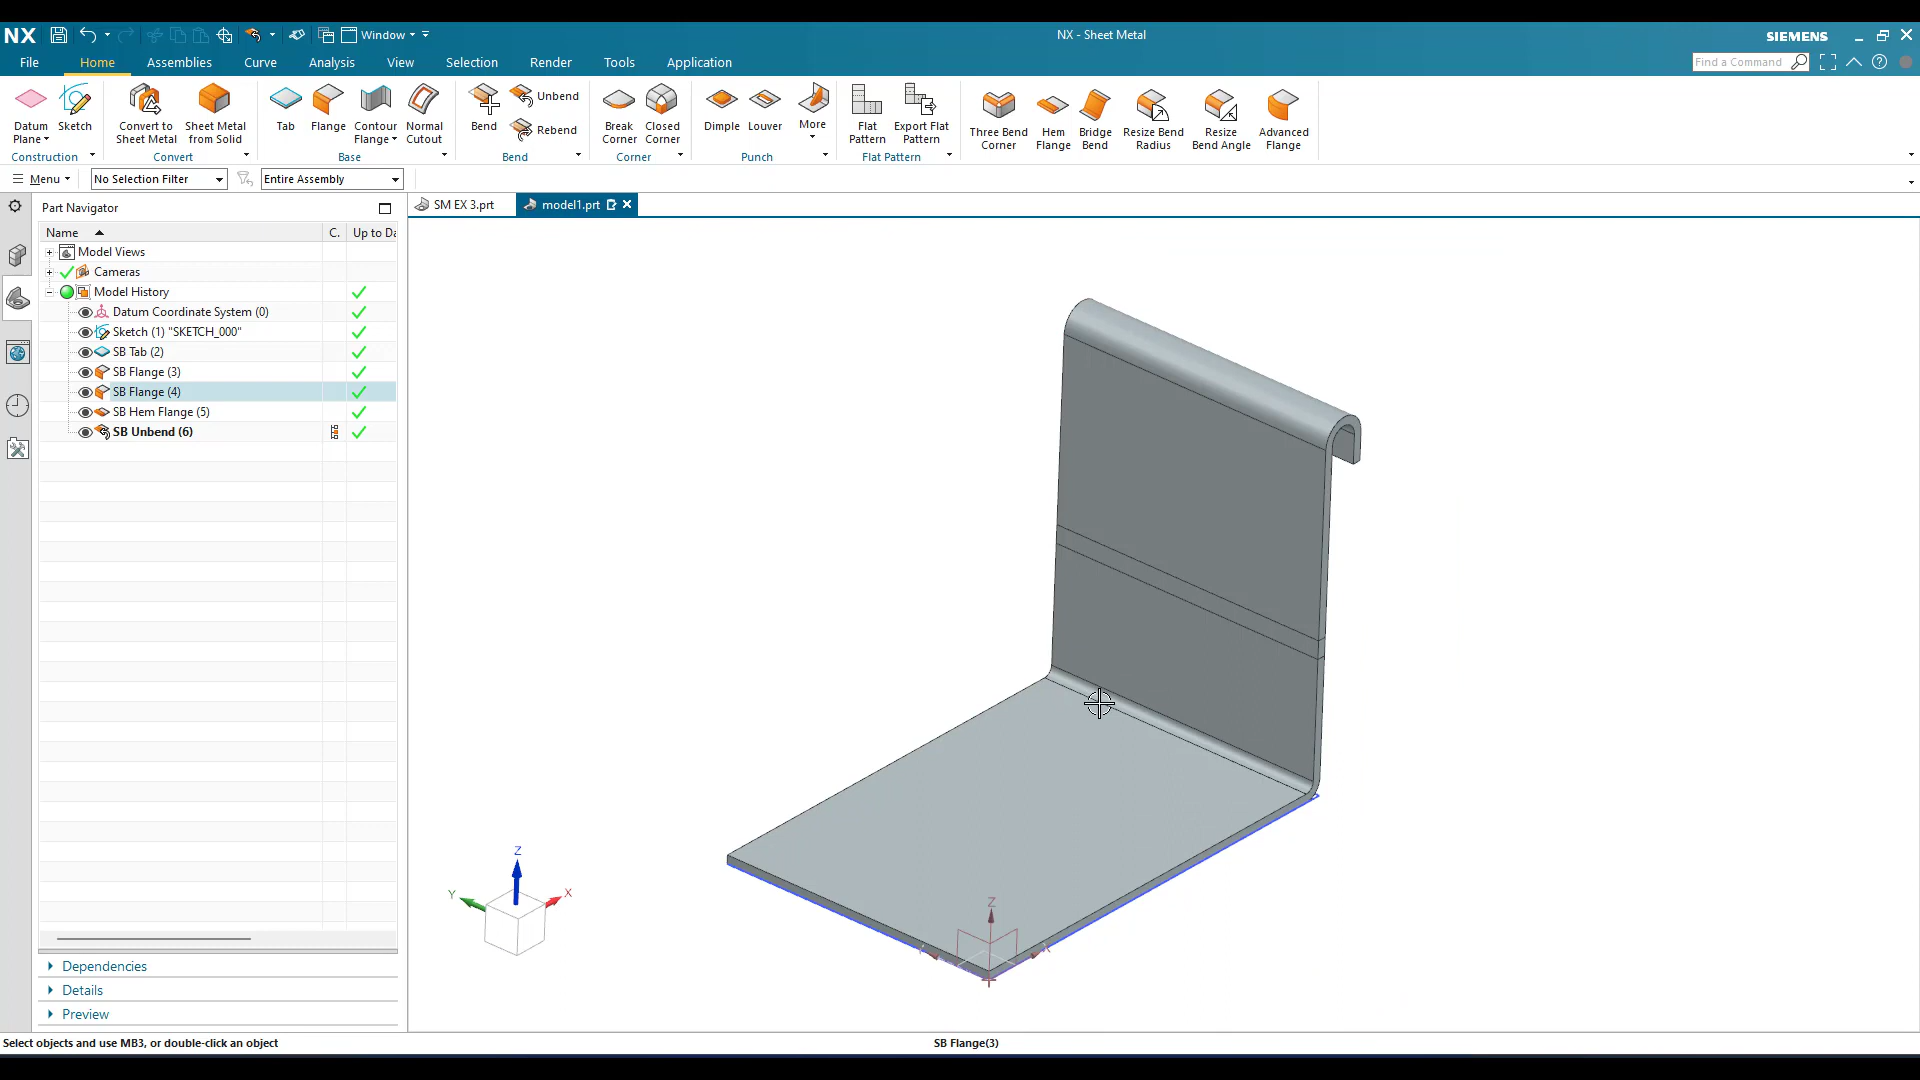 NX
Window
NX - Sheet Metal
SIEMENS
File
Home
Assemblies
Curve
Analysis
View
Selection
Render
Tools
Application
Find a Command
Datum
Plane
Sketch
Construction
Convert to
Sheet Metal
Sheet Metal
from Solid
Convert
Tab
Flange
Contour
Flange
Normal
Cutout
Base
Bend
Unbend
Rebend
Bend
Break
Corner
Closed
Corner
Corner
Dimple
Louver
More
Punch
Flat
Pattern
Export Flat
Pattern
Flat Pattern
Three Bend
Corner
Hem
Flange
Bridge
Bend
Resize Bend
Radius
Resize
Bend Angle
Advanced
Flange
Menu
No Selection Filter
Entire Assembly
Part Navigator
SM EX 3.prt
model1.prt
Name
C.
Up to Da
Model Views
Cameras
Model History
Datum Coordinate System (0)
Sketch (1) "SKETCH_000"
SB Tab (2)
SB Flange (3)
SB Flange (4)
SB Hem Flange (5)
SB Unbend (6)
Z
Y
X
Z
Y
X
Dependencies
Details
Preview
Select objects and use MB3, or double-click an object
SB Flange(3)